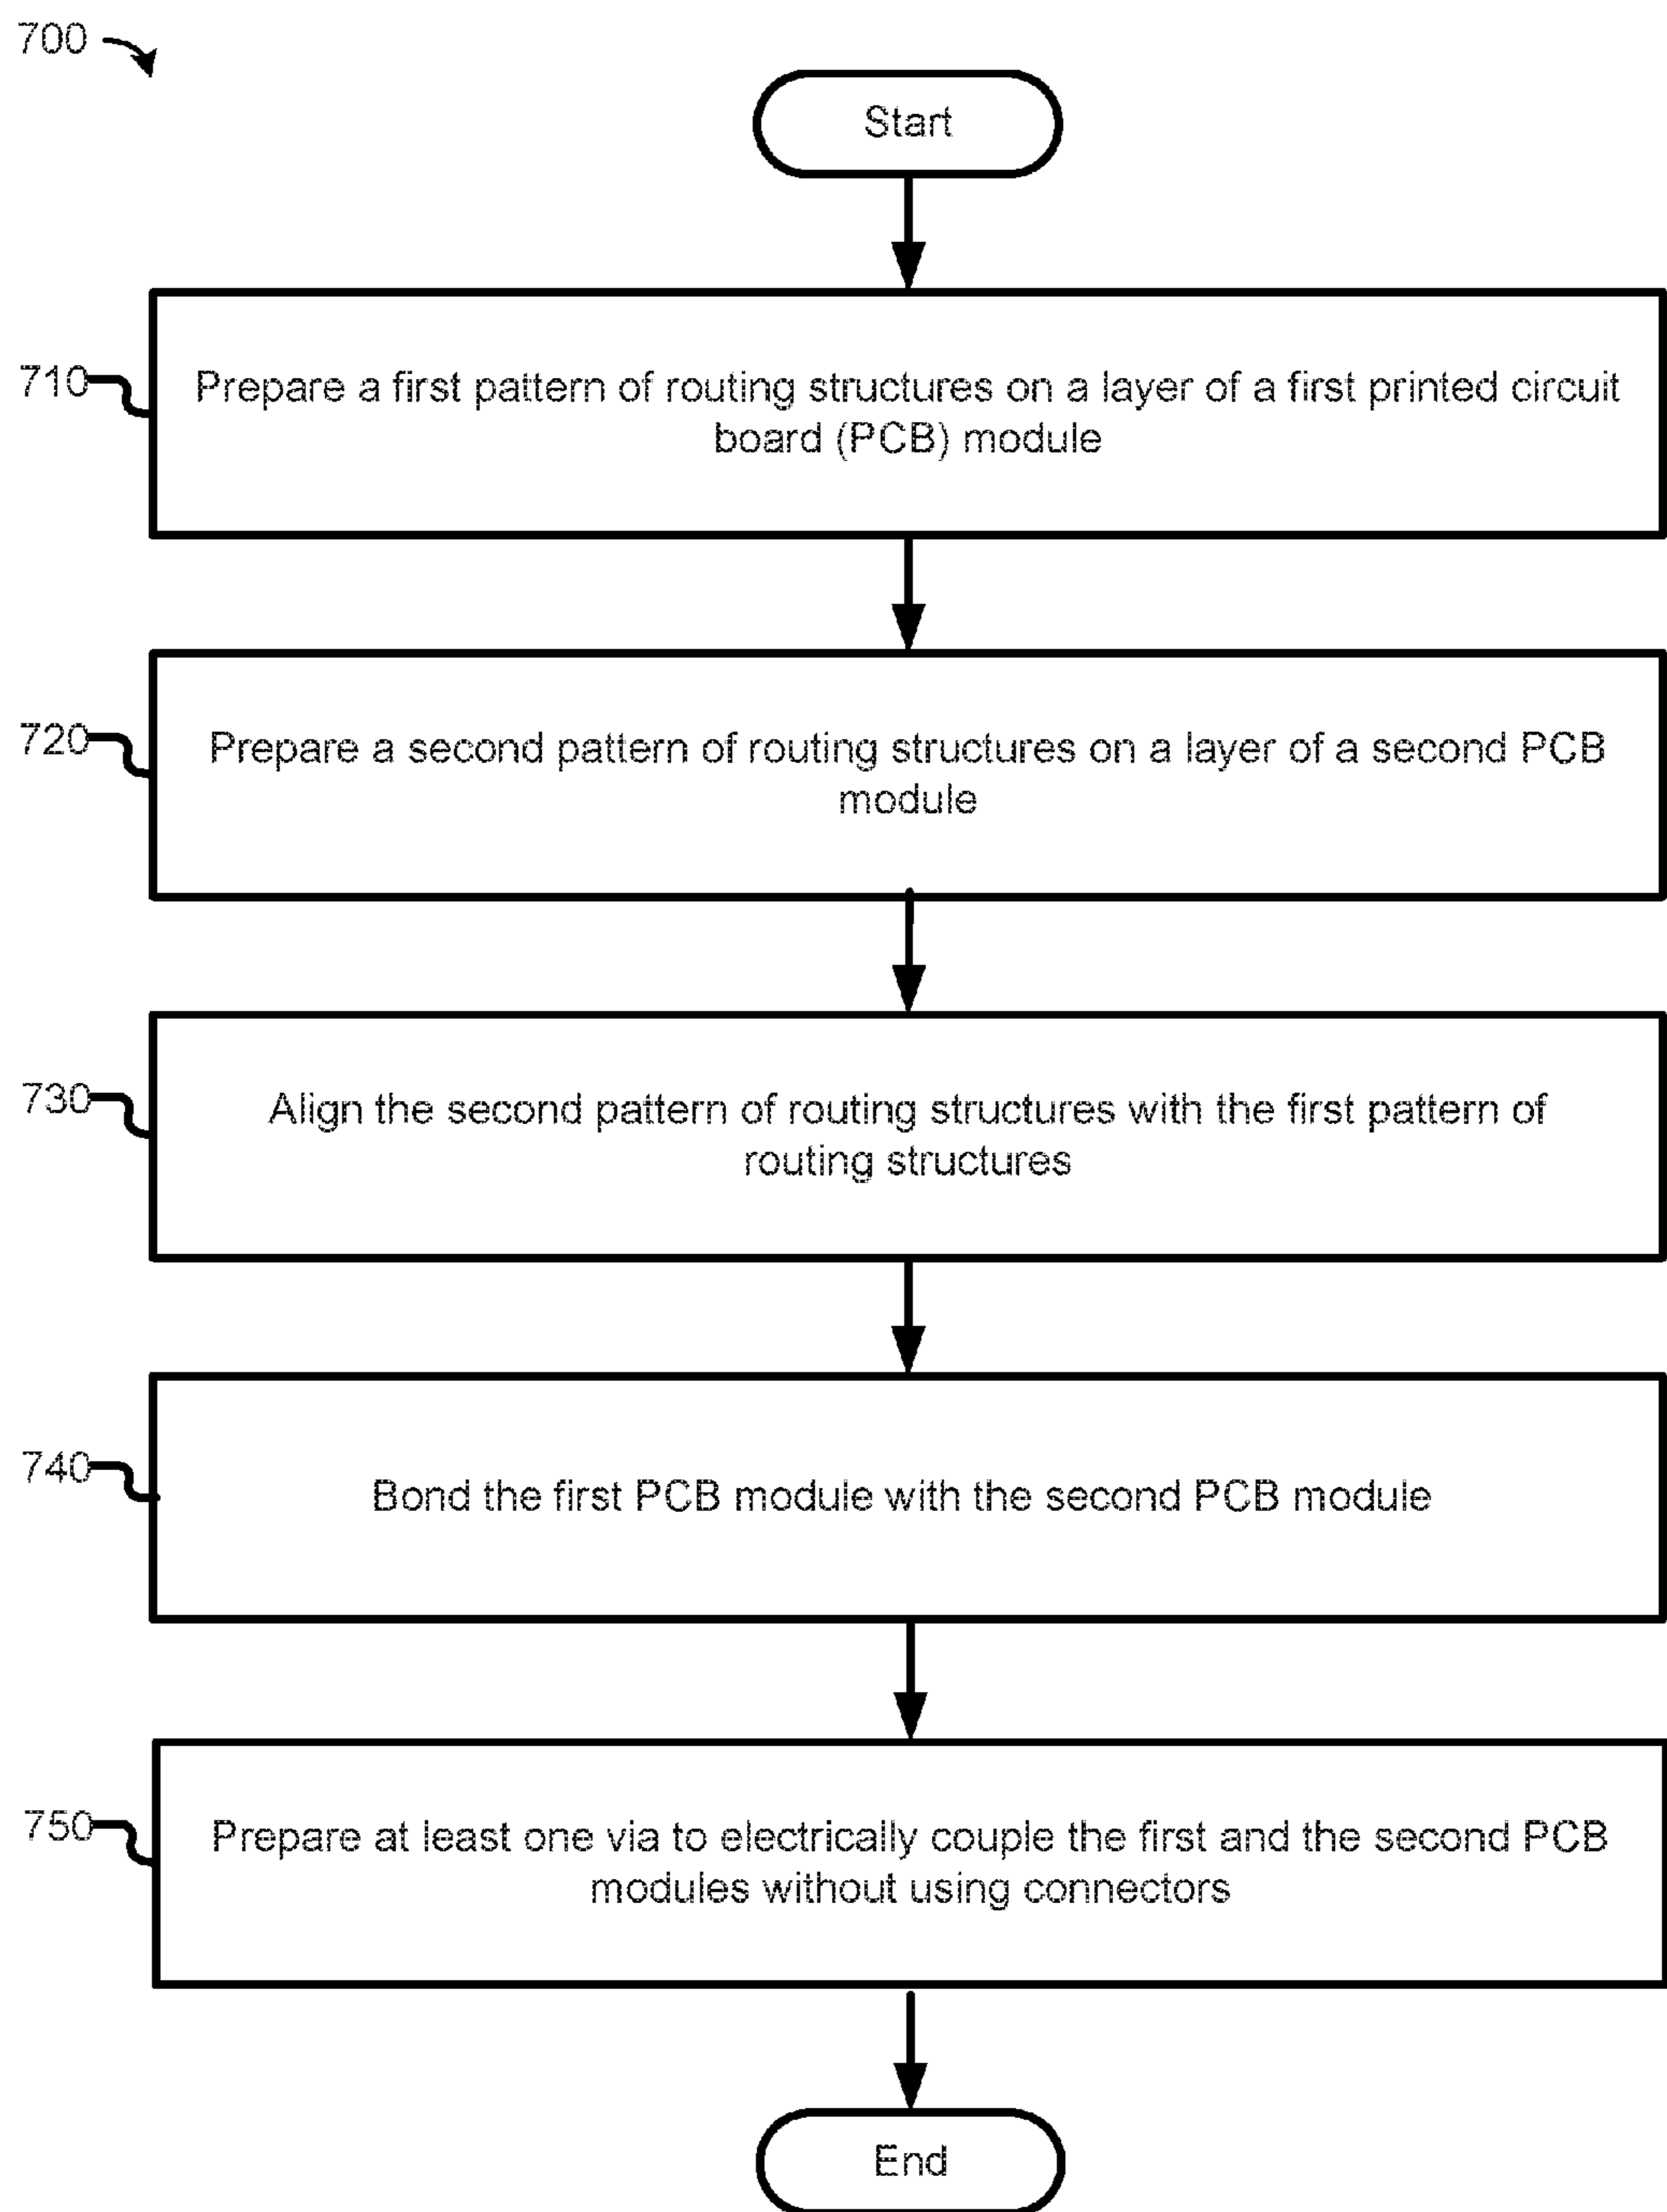 700
Start
710
Prepare a first pattern of routing structures on a layer of a first printed circuit
board (PCB) module
720
Prepare a second pattern of routing structures on a layer of a second PCB
module
730
Align the second pattern of routing structures with the first pattern of
routing structures
740
Bond the first PCB module with the second PCB module
750
Prepare at least one via to electrically couple the first and the second PCB
modules without using connectors
End